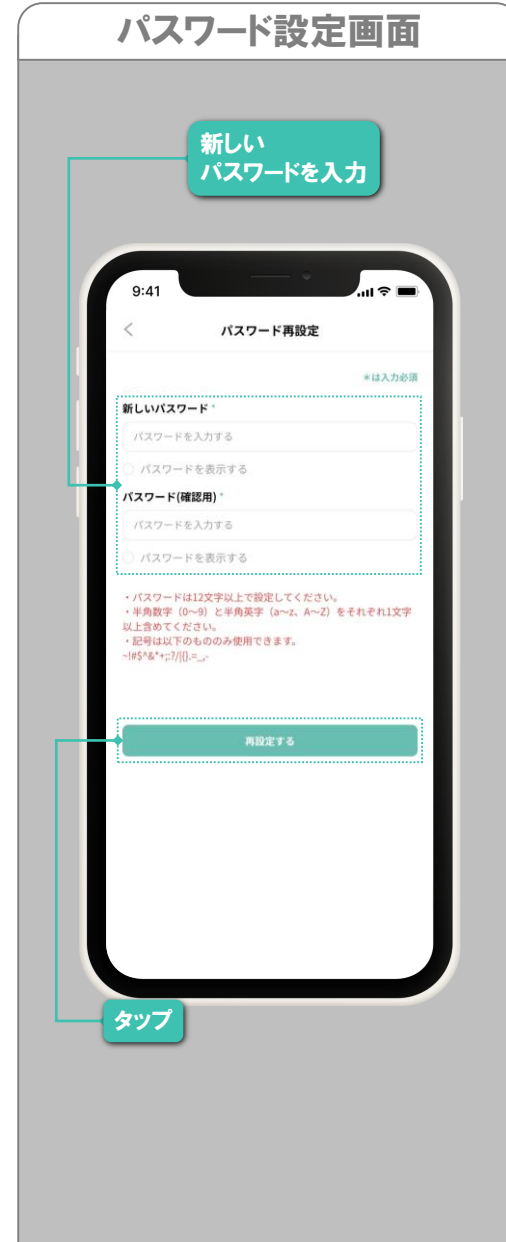 パスワード設定画面
新しい
パスワードを入力
9:41
パスワード再設定
*は入力必須
新しいパスワード *
パスワードを入力する
パスワードを表示する
パスワード(確認用) *
パスワードを入力する
パスワードを表示する
・パスワードは12文字以上で設定してください。
・半角数字（0〜9）と半角英字（a〜z、A〜Z）をそれぞれ1文字
以上含めてください。
・記号は以下のもののみ使用できます。
~!#$^&*+;:?/|{}.=_,-
再設定する
タップ